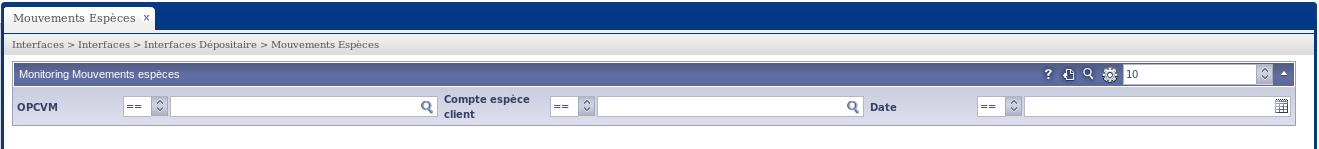 Mouvements Espèces x
Interfaces > Interfaces > Interfaces Dépositaire > Mouvements Espèces
Monitoring Mouvements espèces ? 10
OPCVM == Compte espèce client == Date ==